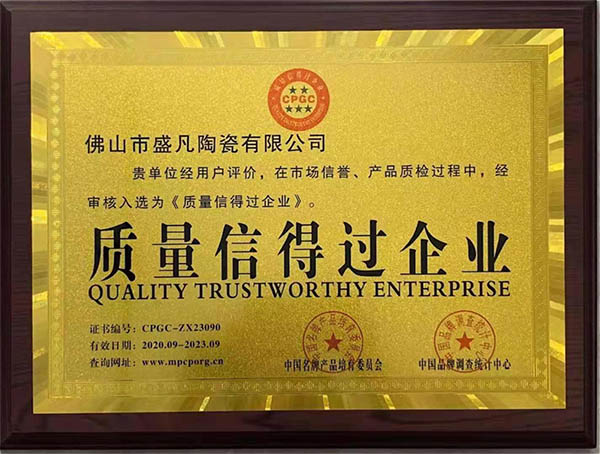 CPGC
佛山市盛凡陶瓷有限公司
贵单位经用户评价，在市场信誉、产品质检过程中，经
审核入选为《质量信得过企业》。
质量信得过企业
QUALITY TRUSTWORTHY ENTERPRISE
证书编号：CPGC-ZX23090
有效日期：2020.09-2023.09
查询网址：www.mpcporg.cn
中国名牌产品培育委员会
中国品牌调查统计中心